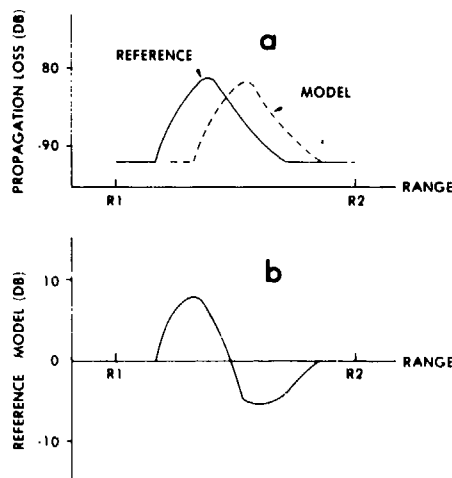 a
REFERENCE
MODEL
PROPAGATION LOSS (DB)
80
-90
R1
R2
RANGE
b
REFERENCE MODEL (DB)
10
0
-10
R1
R2
RANGE